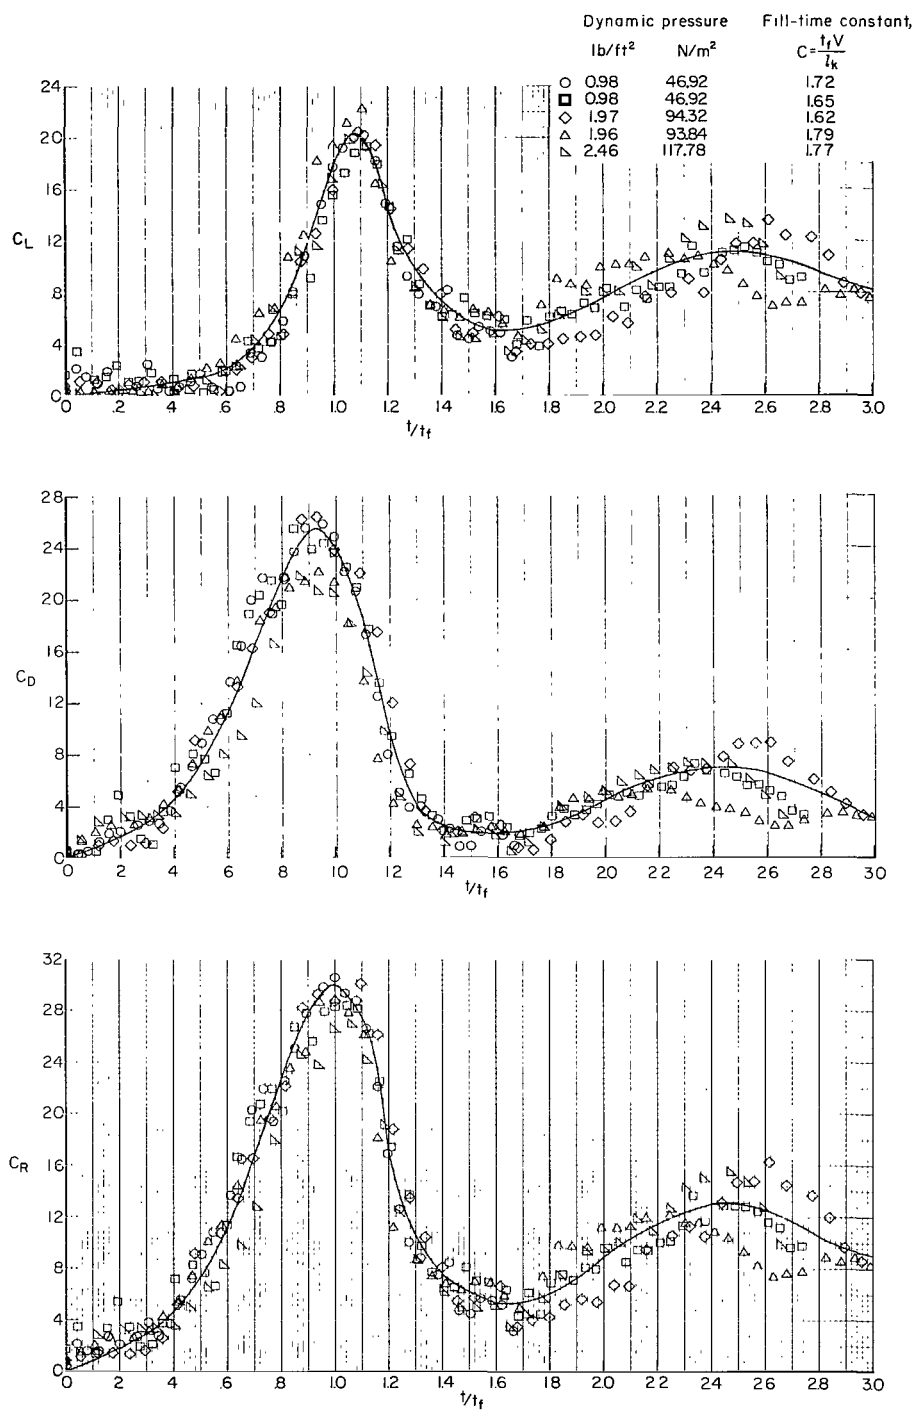 Dynamic pressure Fill-time constant,
lb/ft² N/m² C=t_fV/l_k
○ 0.98 46.92 1.72
□ 0.98 46.92 1.65
◇ 1.97 94.32 1.62
△ 1.96 93.84 1.79
◺ 2.46 117.78 1.77
24
20
16
C_L 12
8
4
0
0 .2 .4 .6 .8 1.0 1.2 1.4 1.6 1.8 2.0 2.2 2.4 2.6 2.8 3.0
t/t_f
28
24
20
16
C_D
12
8
4
0
0 .2 .4 .6 .8 1.0 1.2 1.4 1.6 1.8 2.0 2.2 2.4 2.6 2.8 3.0
t/t_f
32
28
24
20
16
C_R
12
8
4
0
0 .2 .4 .6 .8 1.0 1.2 1.4 1.6 1.8 2.0 2.2 2.4 2.6 2.8 3.0
t/t_f